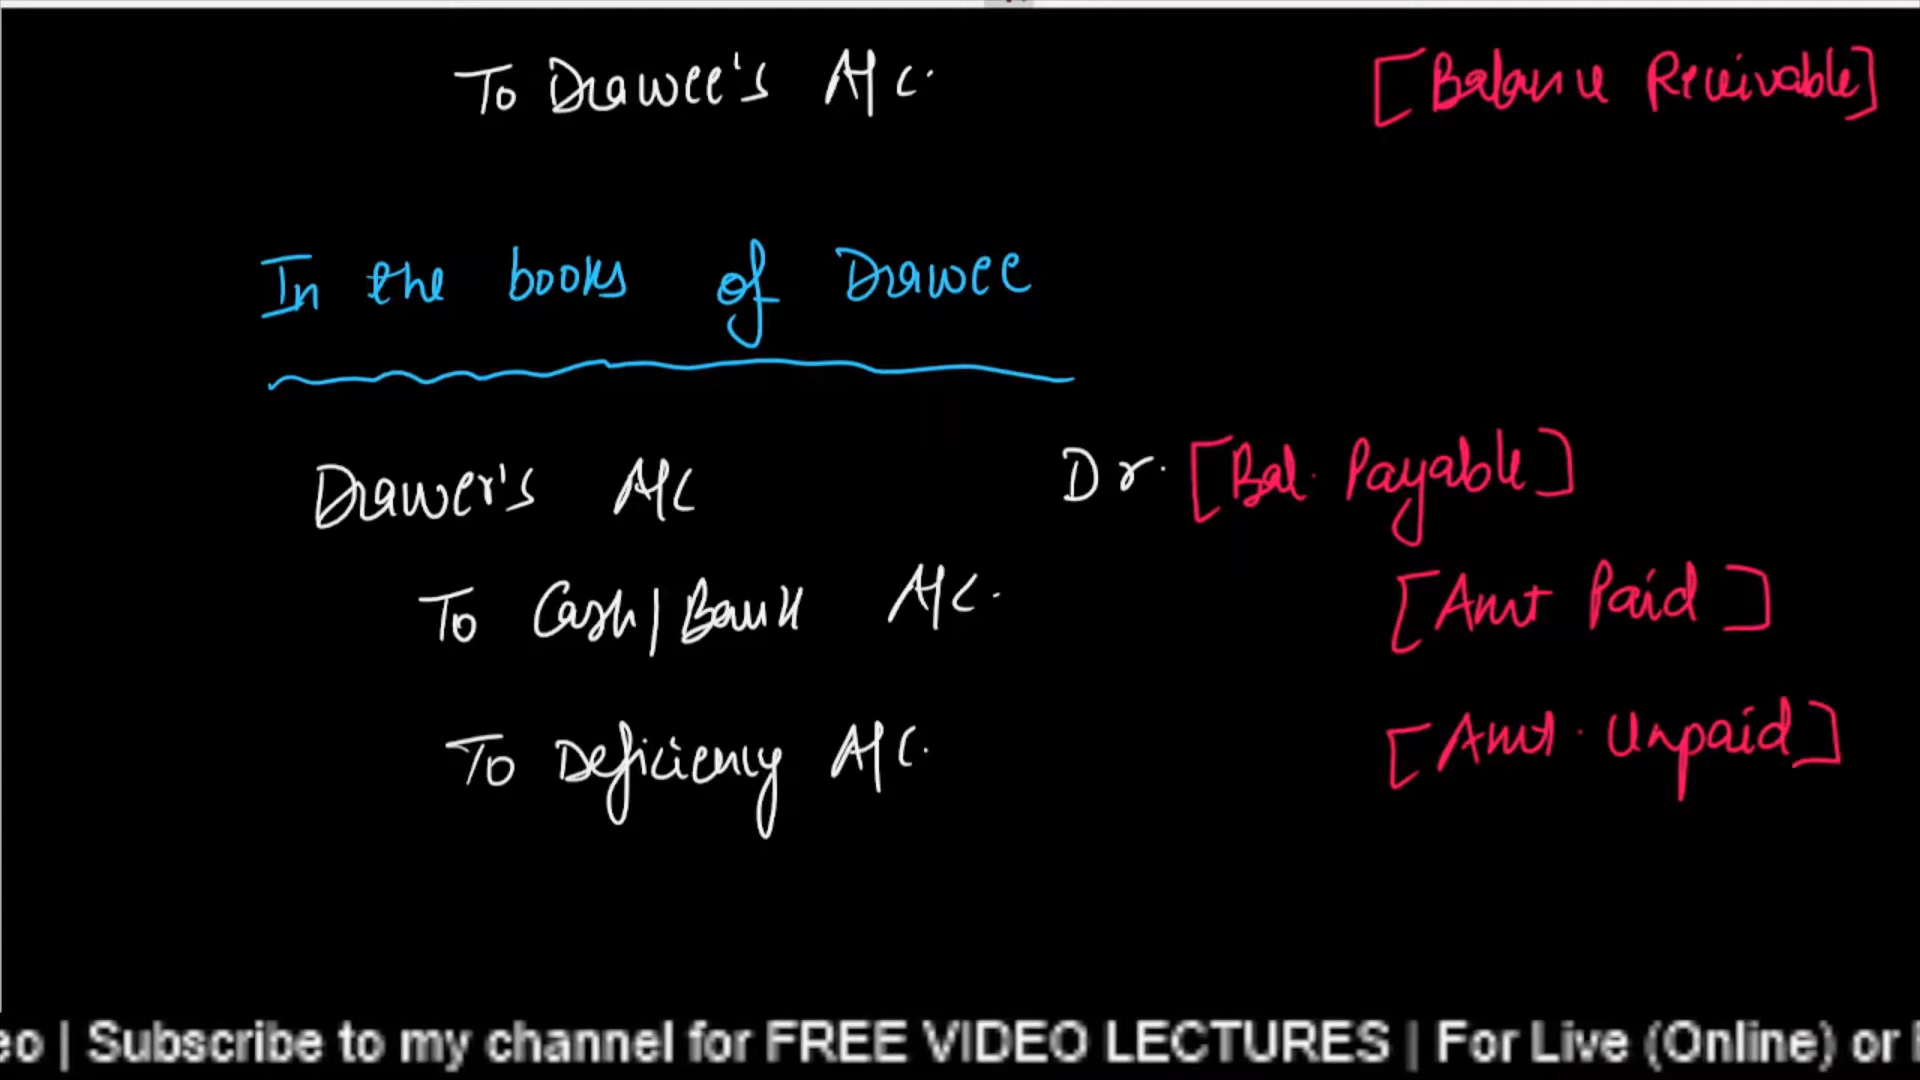 To Drawee's A/c. [Balance Receivable]
In the books of Drawee
Drawer's A/c Dr. [Bal. Payable]
To Cash/Bank A/c. [Amt Paid]
To Deficiency A/c. [Amt. Unpaid]
eo | Subscribe to my channel for FREE VIDEO LECTURES | For Live (Online) or